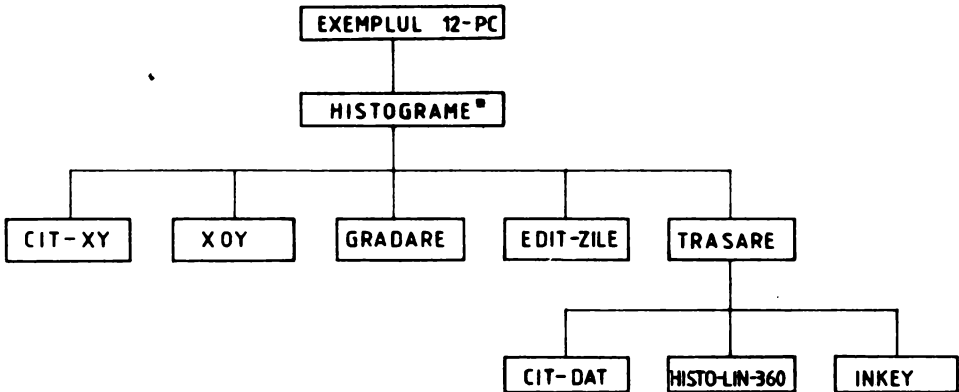 EXEMPLUL 12-PC
HISTOGRAME*
CIT-XY
XOY
GRADARE
EDIT-ZILE
TRASARE
CIT-DAT
HISTO-LIN-360
INKEY